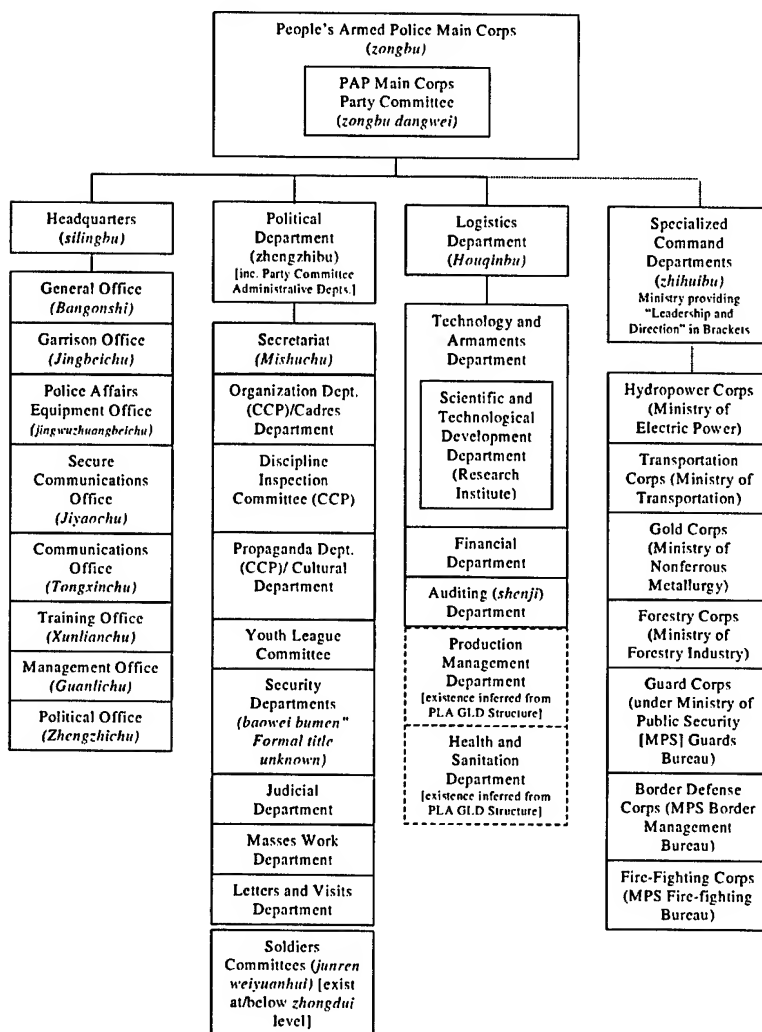 People's Armed Police Main Corps
(zongbu)
PAP Main Corps
Party Committee
(zongbu dangwei)
Headquarters
(silingbu)
General Office
(Bangonshi)
Garrison Office
(Jingbeichu)
Police Affairs
Equipment Office
(jingwuzhuangbeichu)
Secure
Communications
Office
(Jiyaochu)
Communications
Office
(Tongxinchu)
Training Office
(Xunlianchu)
Management Office
(Guanlichu)
Political Office
(Zhengzhichu)
Political
Department
(zhengzhibu)
[inc. Party Committee
Administrative Depts.]
Secretariat
(Mishuchu)
Organization Dept.
(CCP)/Cadres
Department
Discipline
Inspection
Committee (CCP)
Propaganda Dept.
(CCP)/ Cultural
Department
Youth League
Committee
Security
Departments
(baowei bumen"
Formal title
unknown)
Judicial
Department
Masses Work
Department
Letters and Visits
Department
Soldiers
Committees (junren
weiyuanhui) [exist
at/below zhongdui
level]
Logistics
Department
(Houqinbu)
Technology and
Armaments
Department
Scientific and
Technological
Development
Department
(Research
Institute)
Financial
Department
Auditing (shenji)
Department
Production
Management
Department
[existence inferred from
PLA GLD Structure]
Health and
Sanitation
Department
[existence inferred from
PLA GLD Structure]
Specialized
Command
Departments
(zhihuibu)
Ministry providing
"Leadership and
Direction" in Brackets
Hydropower Corps
(Ministry of
Electric Power)
Transportation
Corps (Ministry of
Transportation)
Gold Corps
(Ministry of
Nonferrous
Metallurgy)
Forestry Corps
(Ministry of
Forestry Industry)
Guard Corps
(under Ministry of
Public Security
[MPS] Guards
Bureau)
Border Defense
Corps (MPS Border
Management
Bureau)
Fire-Fighting Corps
(MPS Fire-fighting
Bureau)